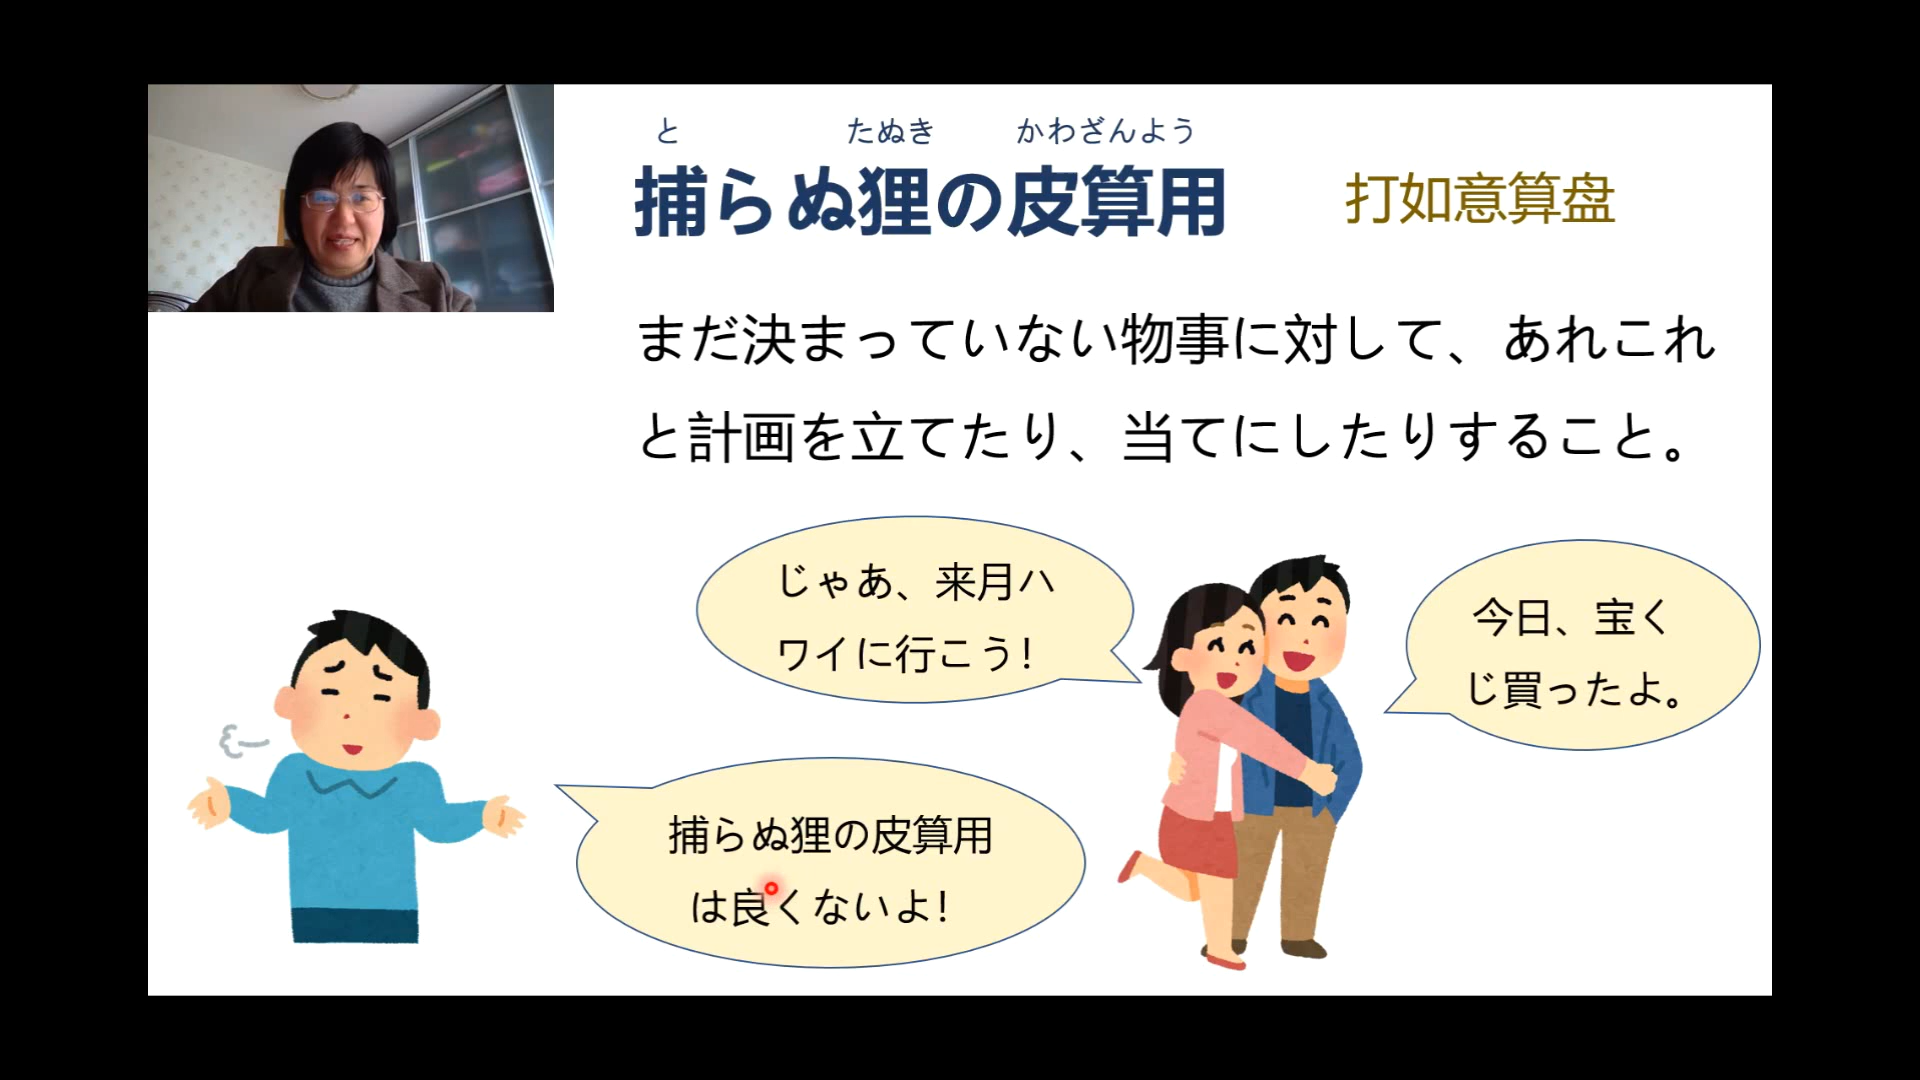 と たぬき かわざんよう
捕らぬ狸の皮算用
打如意算盘
まだ決まっていない物事に対して、あれこれ
と計画を立てたり、当てにしたりすること。
じゃあ、来月ハ
ワイに行こう！
今日、宝く
じ買ったよ。
捕らぬ狸の皮算用
は良くないよ！